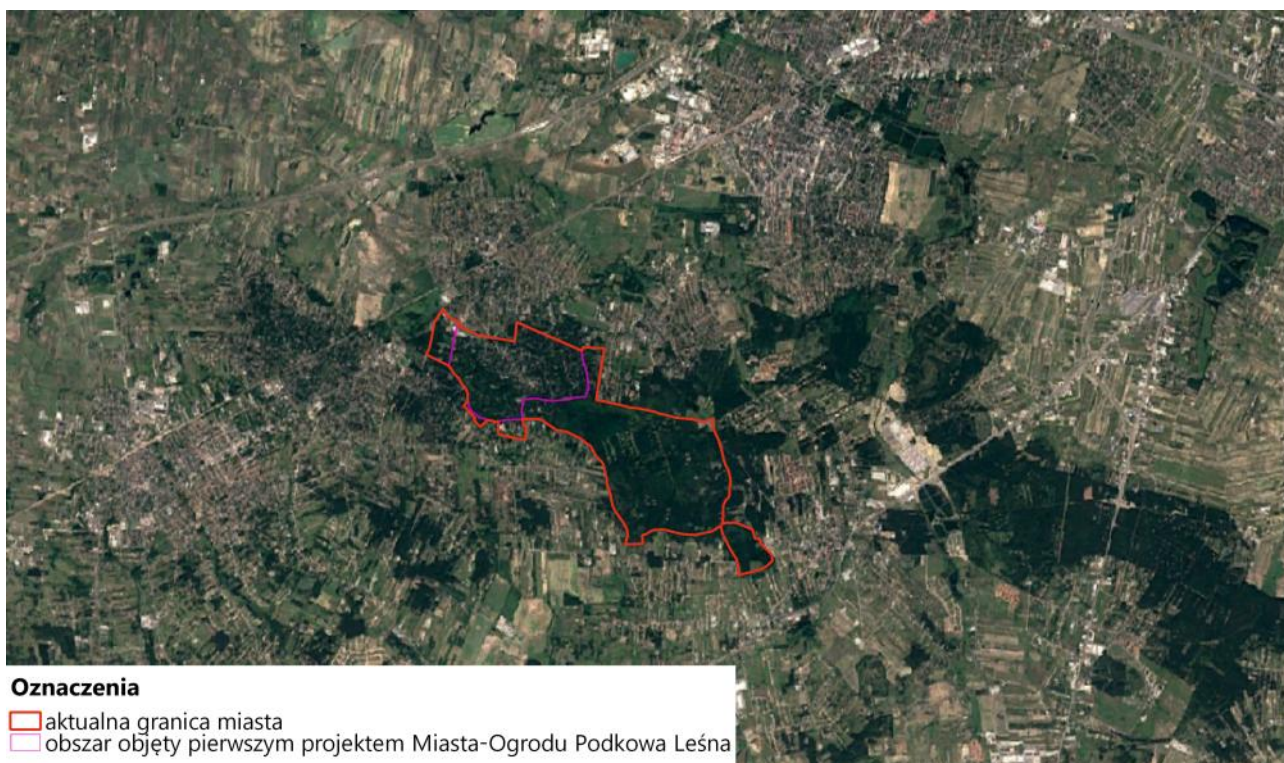 Oznaczenia
aktualna granica miasta
obszar objęty pierwszym projektem Miasta-Ogrodu Podkowa Leśna